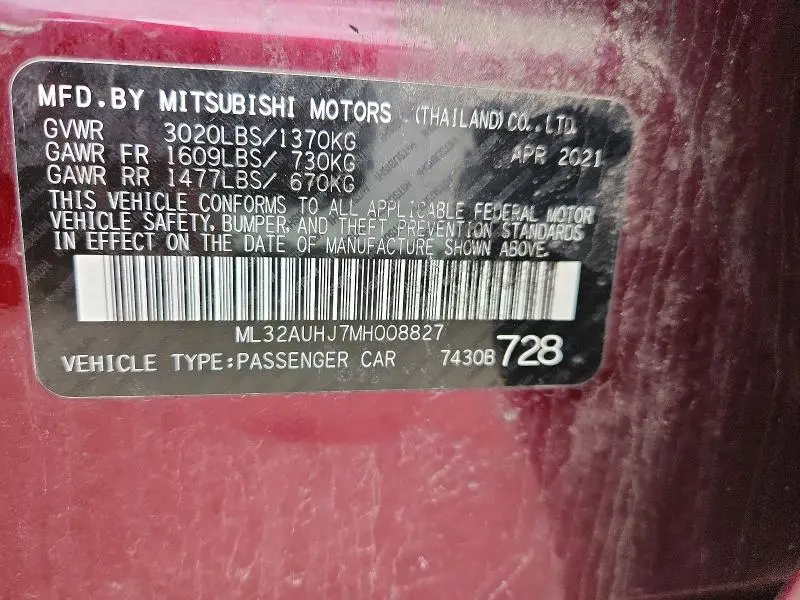 MFD.BY MITSUBISHI MOTORS (THAILAND) CO.,LTD.
GVWR 3020LBS/1370KG APR 2021
GAWR FR 1609LBS/ 730KG
GAWR RR 1477LBS/ 670KG
THIS VEHICLE CONFORMS TO ALL APPLICABLE FEDERAL MOTOR
VEHICLE SAFETY, BUMPER, AND THEFT PREVENTION STANDARDS
IN EFFECT ON THE DATE OF MANUFACTURE SHOWN ABOVE.
ML32AUHJ7MH008827
VEHICLE TYPE:PASSENGER CAR 7430B 728